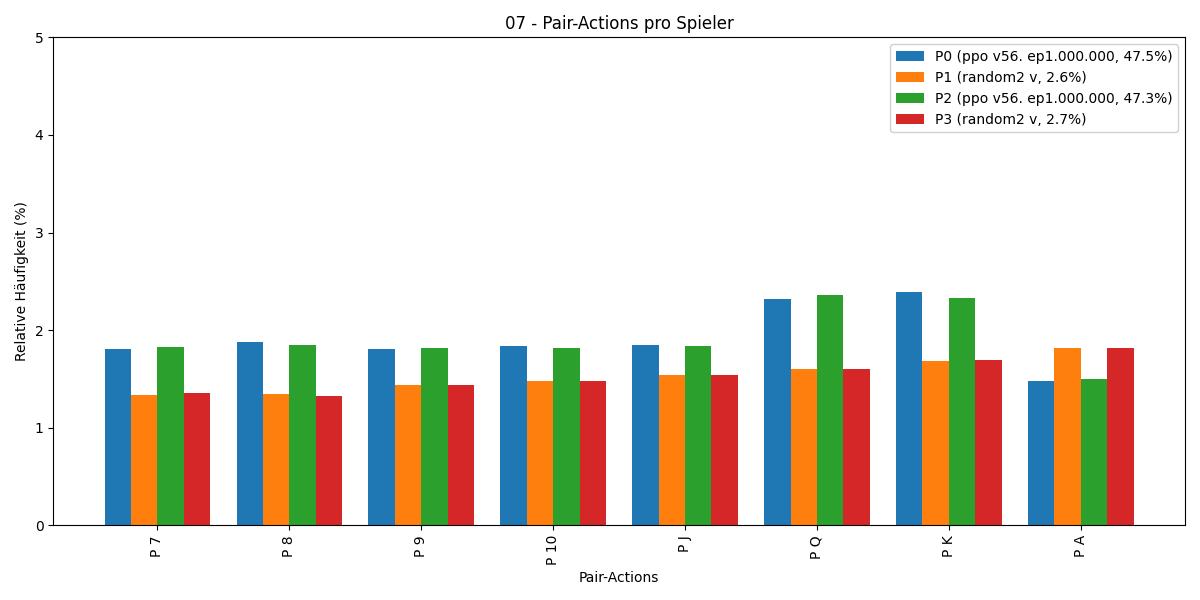 07 - Pair-Actions pro Spieler
5
4
3
2
1
0
Relative Häufigkeit (%)
P0 (ppo v56. ep1.000.000, 47.5%)
P1 (random2 v, 2.6%)
P2 (ppo v56. ep1.000.000, 47.3%)
P3 (random2 v, 2.7%)
P 7
P 8
P 9
P 10
P J
P Q
P K
P A
Pair-Actions